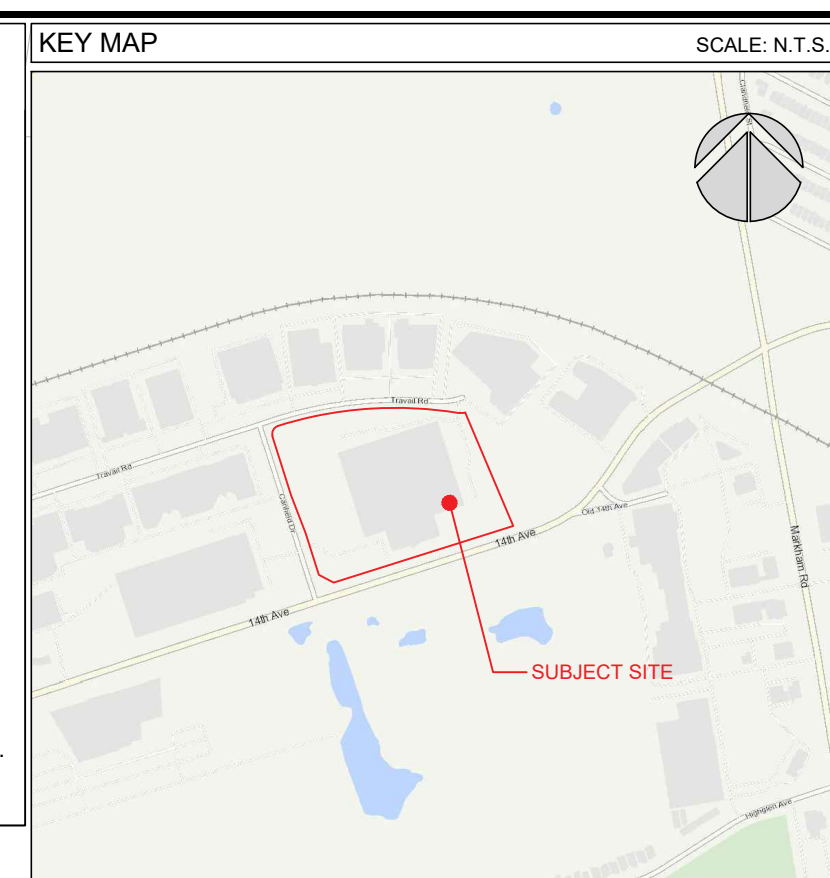 KEY MAP
SCALE: N.T.S.
Travail Rd
Travail Rd
Canfield Dr
Old 14th Ave
14th Ave
Markham Rd
14th Ave
SUBJECT SITE
.
Highglen Ave